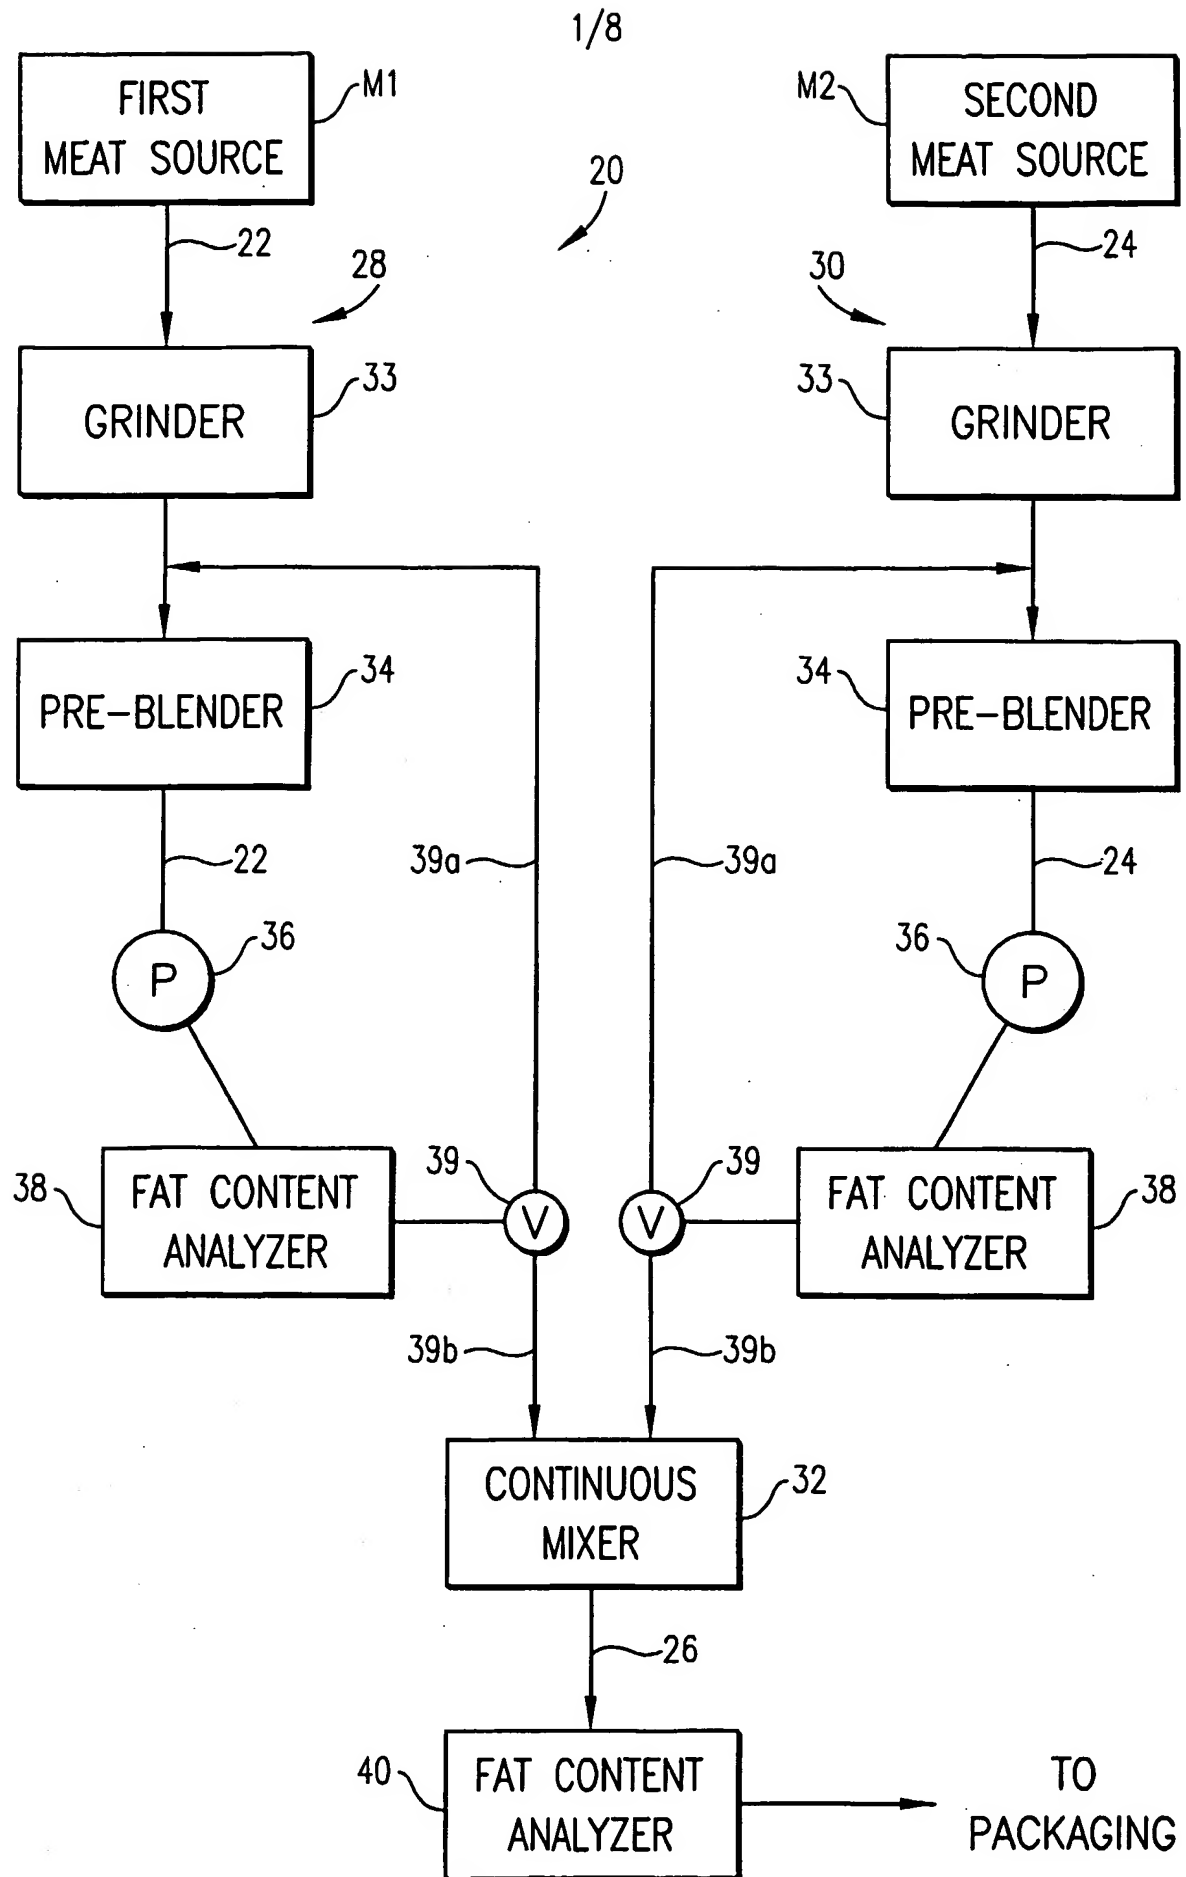 1/8
FIRST
MEAT SOURCE
M1
M2
SECOND
MEAT SOURCE
20
22
24
28
30
33
GRINDER
33
GRINDER
34
PRE-BLENDER
34
PRE-BLENDER
22
39a
39a
24
36
P
36
P
38
FAT CONTENT
ANALYZER
39
V
39
V
FAT CONTENT
ANALYZER
38
39b
39b
CONTINUOUS
MIXER
32
26
40
FAT CONTENT
ANALYZER
TO
PACKAGING